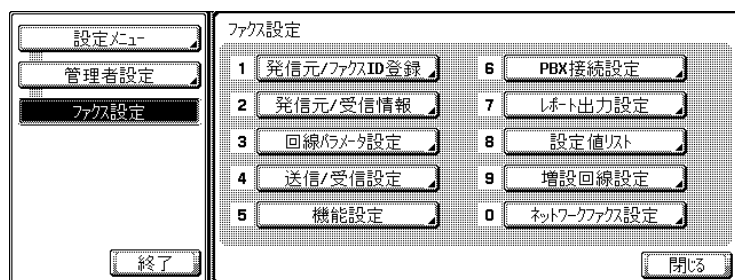 設定メニュー
管理者設定
ファクス設定
終了
ファクス設定
1 発信元/ファクスID登録
2 発信元/受信情報
3 回線パラメータ設定
4 送信/受信設定
5 機能設定
6 PBX接続設定
7 レポート出力設定
8 設定値リスト
9 増設回線設定
0 ネットワークファクス設定
閉じる